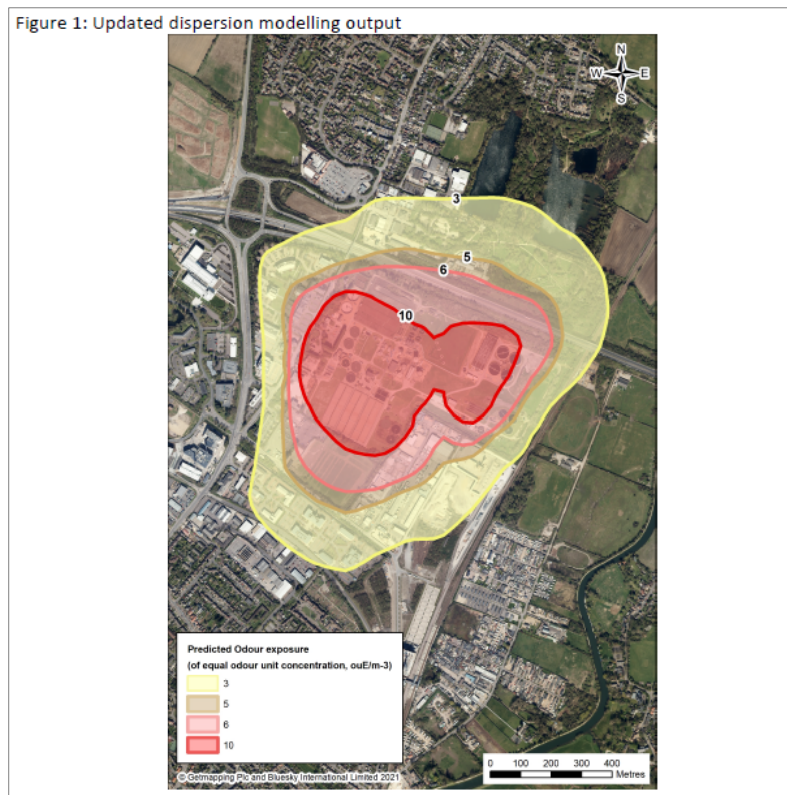 Figure 1: Updated dispersion modelling output
N
W E
S
3
5
6
10
Predicted Odour exposure
(of equal odour unit concentration, ouE/m-3)
3
5
6
10
0 100 200 300 400
Metres
© Getmapping Plc and Bluesky International Limited 2021